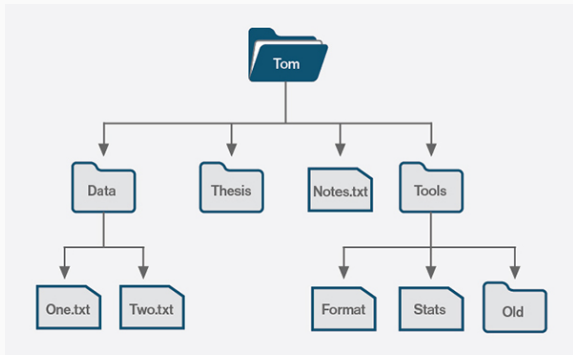 Tom
Data
Thesis
Notes.txt
Tools
One.txt
Two.txt
Format
Stats
Old